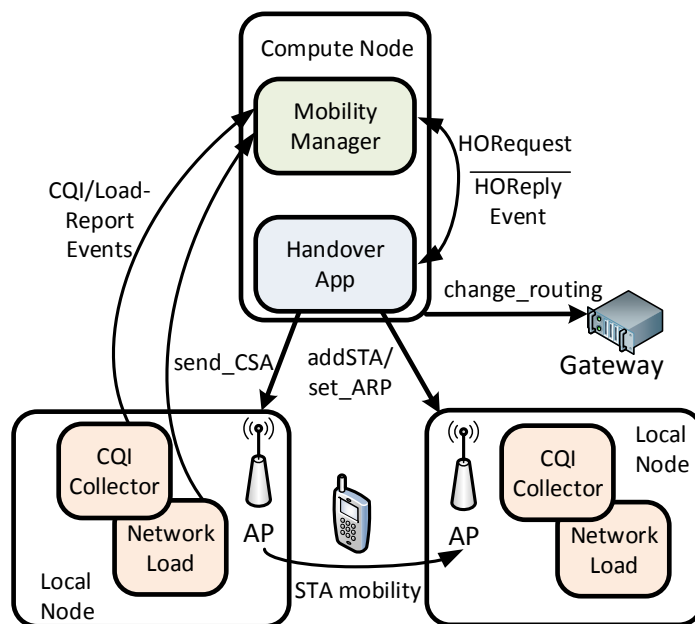 Compute Node
Mobility
Manager
HORequest
HOReply
Event
CQI/Load-
Report
Events
Handover
App
change_routing
Gateway
send_CSA
addSTA/
set_ARP
CQI
Collector
Network
Load
AP
Local
Node
STA mobility
AP
CQI
Collector
Network
Load
Local
Node